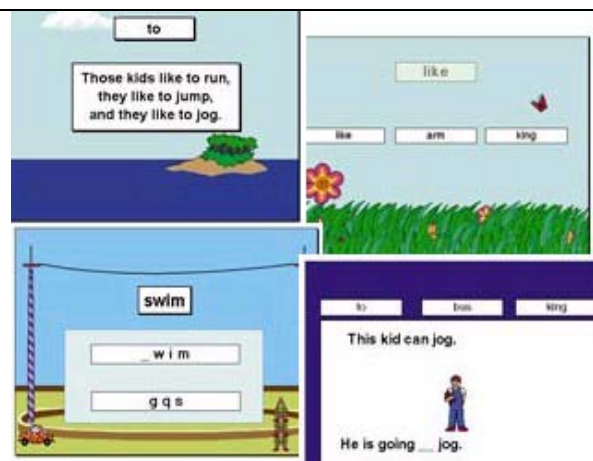 to
Those kids like to run,
they like to jump,
and they like to jog.
like
like arm king
swim
_ w i m
g q s
to bus king
This kid can jog.
He is going __ jog.